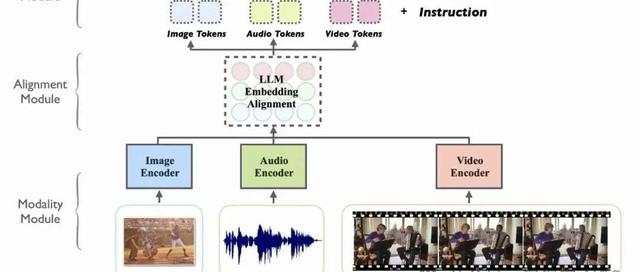 Image Tokens
Audio Tokens
Video Tokens
+ Instruction
Alignment
Module
LLM
Embedding
Alignment
Image
Encoder
Audio
Encoder
Video
Encoder
Modality
Module